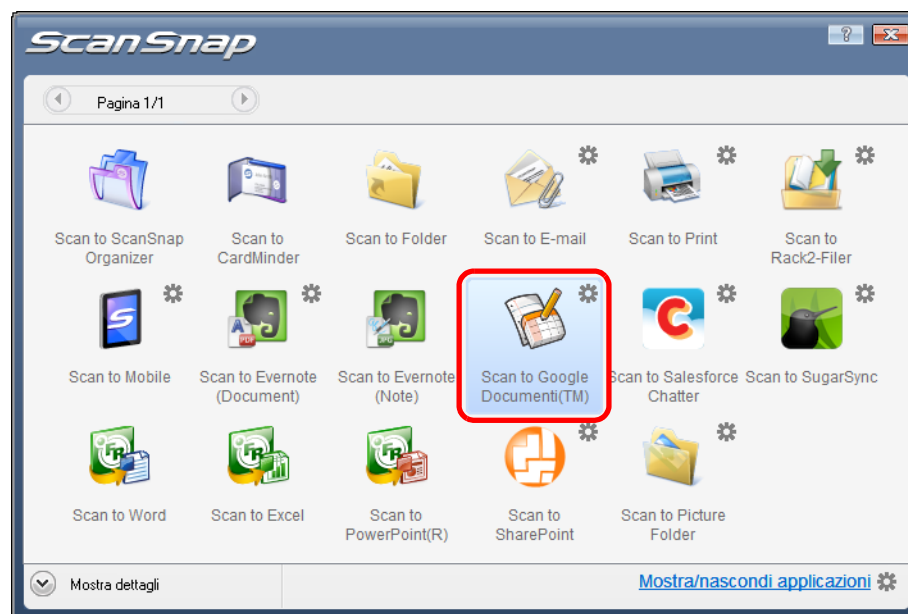 ScanSnap
Pagina 1/1
Scan to ScanSnap
Organizer
Scan to
CardMinder
Scan to Folder
Scan to E-mail
Scan to Print
Scan to
Rack2-Filer
Scan to Mobile
Scan to Evernote
(Document)
Scan to Evernote
(Note)
Scan to Google
Documenti(TM)
Scan to Salesforce
Chatter
Scan to SugarSync
Scan to Word
Scan to Excel
Scan to
PowerPoint(R)
Scan to
SharePoint
Scan to Picture
Folder
Mostra dettagli
Mostra/nascondi applicazioni